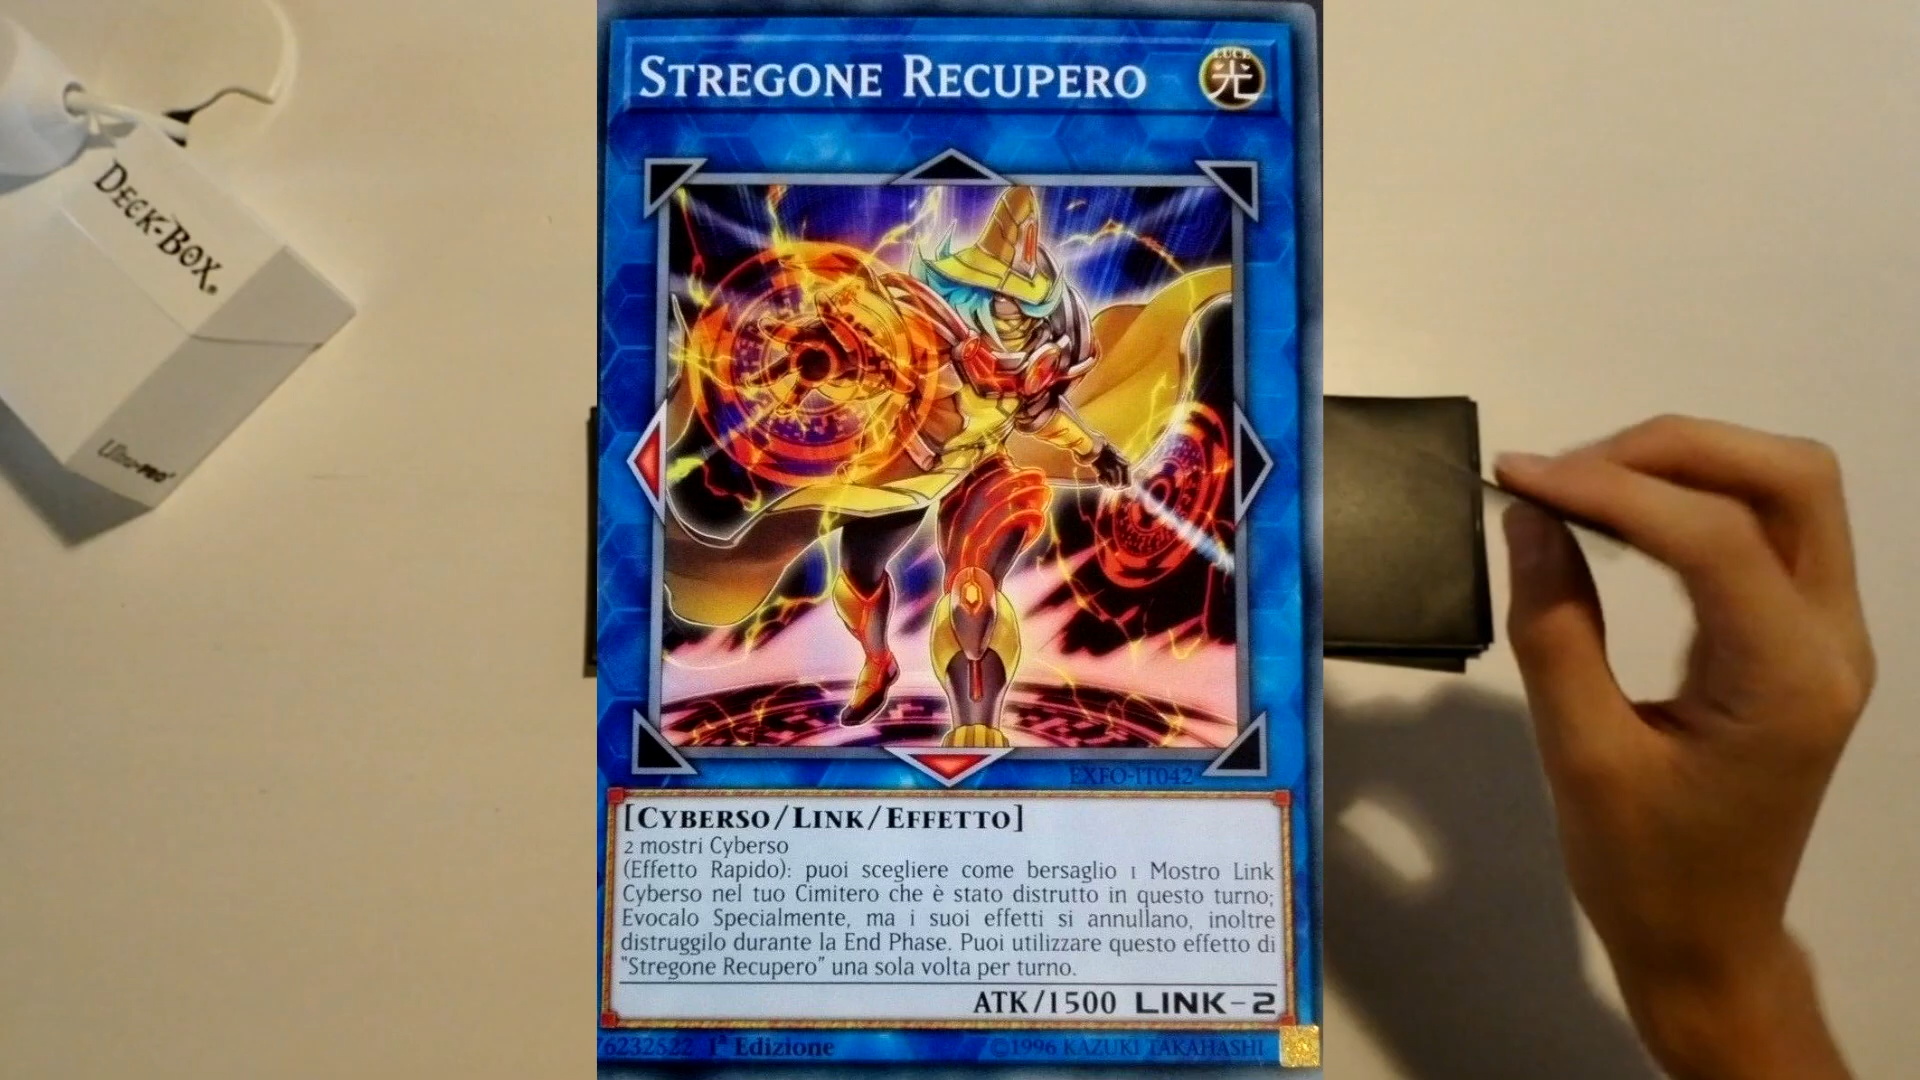 DECK-BOX®
Ultra·PRO®
STREGONE RECUPERO
LUCE
光
EXFO-IT042
[CYBERSO/LINK/EFFETTO]
2 mostri Cyberso
(Effetto Rapido): puoi scegliere come bersaglio 1 Mostro Link
Cyberso nel tuo Cimitero che è stato distrutto in questo turno;
Evocalo Specialmente, ma i suoi effetti si annullano, inoltre
distruggilo durante la End Phase. Puoi utilizzare questo effetto di
"Stregone Recupero" una sola volta per turno.
ATK/1500 LINK-2
76232522 1ª Edizione ©1996 KAZUKI TAKAHASHI